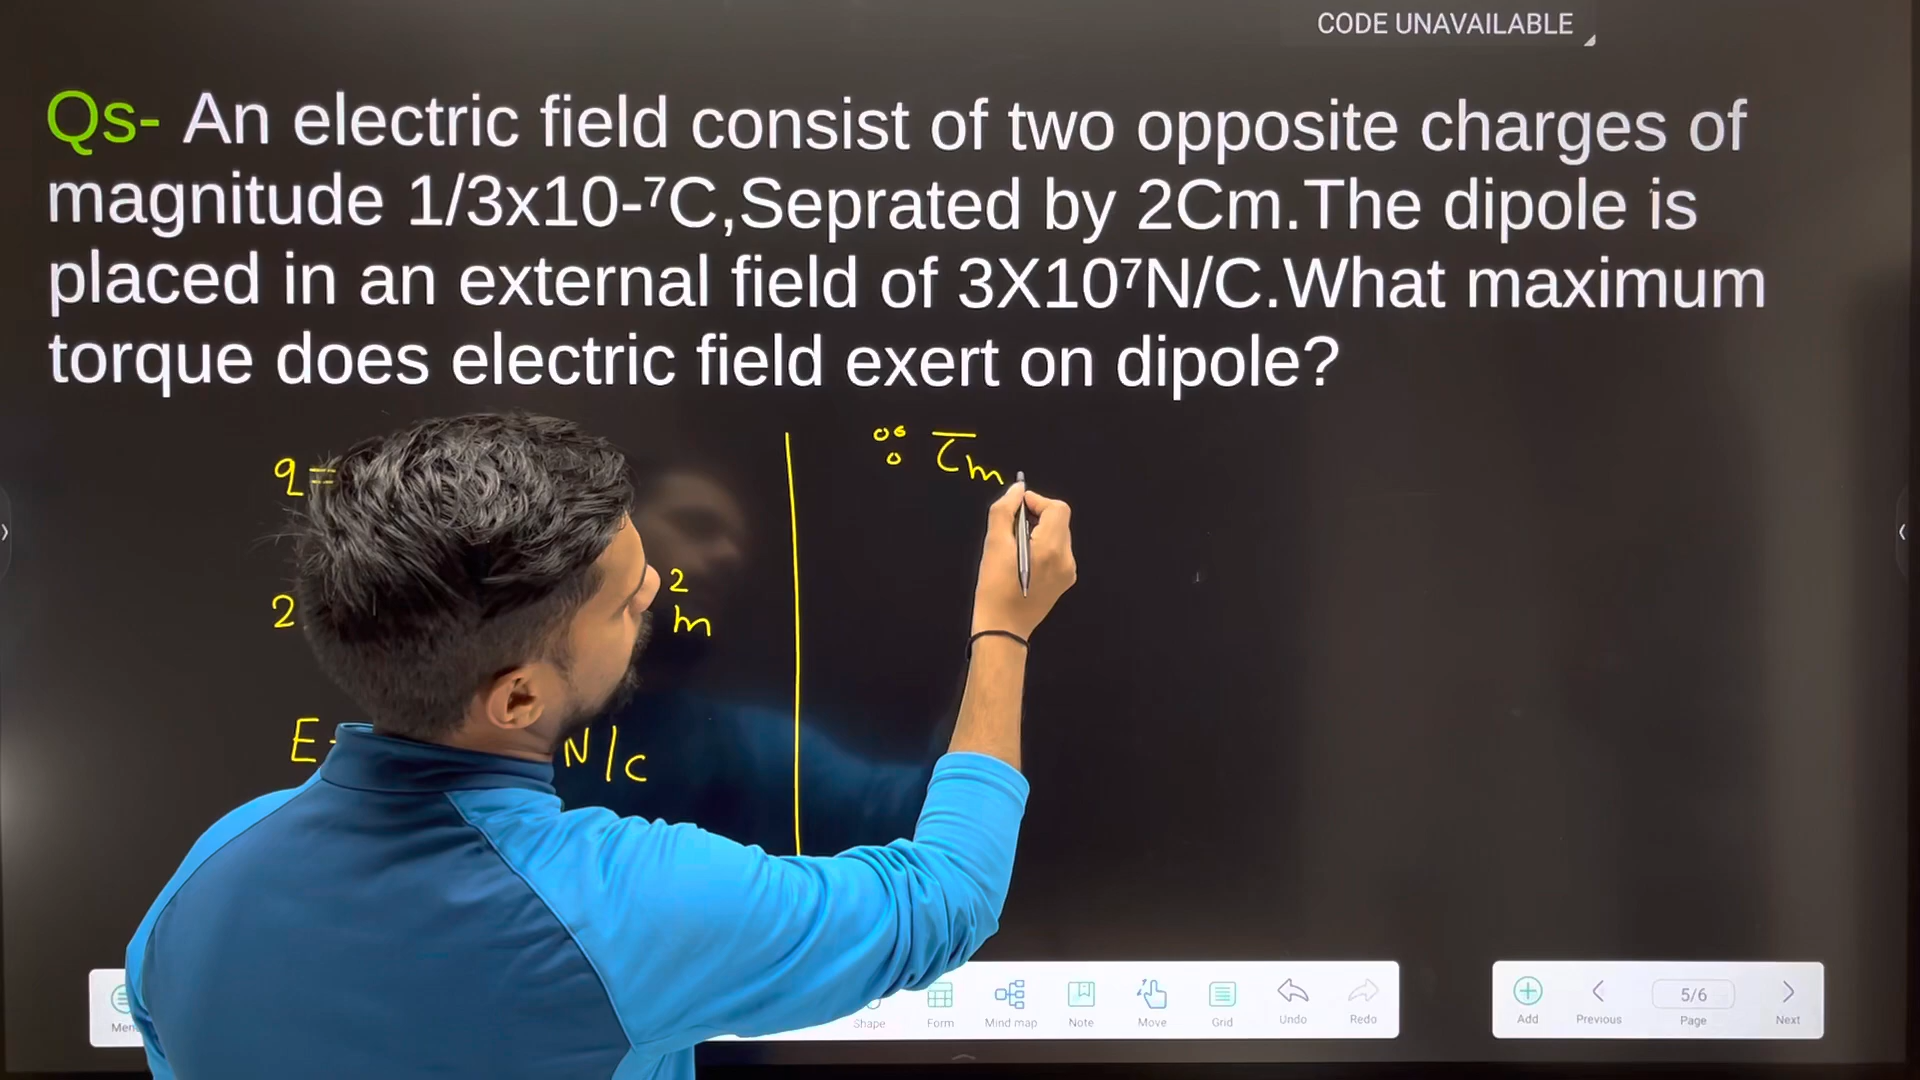 CODE UNAVAILABLE
Qs- An electric field consist of two opposite charges of
magnitude 1/3x10-⁷C,Seprated by 2Cm.The dipole is
placed in an external field of 3X10⁷N/C.What maximum
torque does electric field exert on dipole?
q =
2
2
m
E
N/C
τm
Shape
Form
Mind map
Note
Move
Grid
Undo
Redo
Add
Previous
5/6
Page
Next